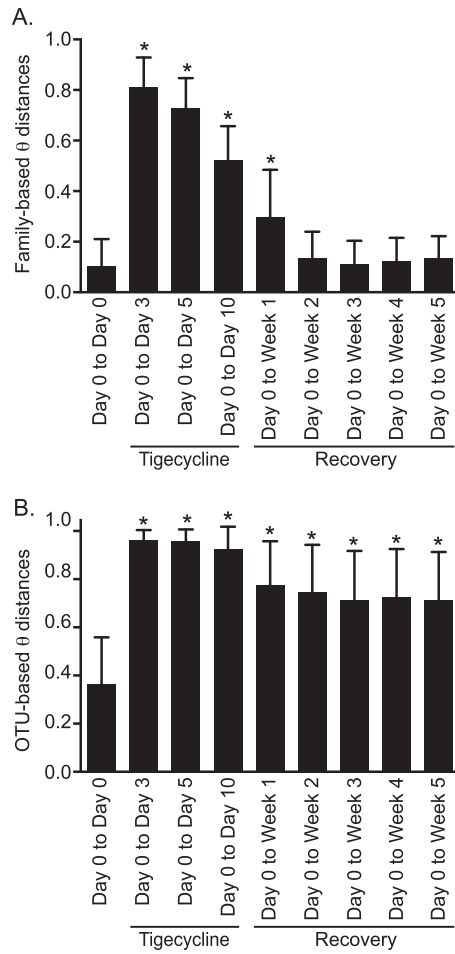 A.
Family-based θ distances
1.0
0.8
0.6
0.4
0.2
0.0
* * * *
Day 0 to Day 0
Day 0 to Day 3
Day 0 to Day 5
Day 0 to Day 10
Day 0 to Week 1
Day 0 to Week 2
Day 0 to Week 3
Day 0 to Week 4
Day 0 to Week 5
Tigecycline
Recovery
B.
OTU-based θ distances
1.0
0.8
0.6
0.4
0.2
0.0
* * * * * * * *
Day 0 to Day 0
Day 0 to Day 3
Day 0 to Day 5
Day 0 to Day 10
Day 0 to Week 1
Day 0 to Week 2
Day 0 to Week 3
Day 0 to Week 4
Day 0 to Week 5
Tigecycline
Recovery